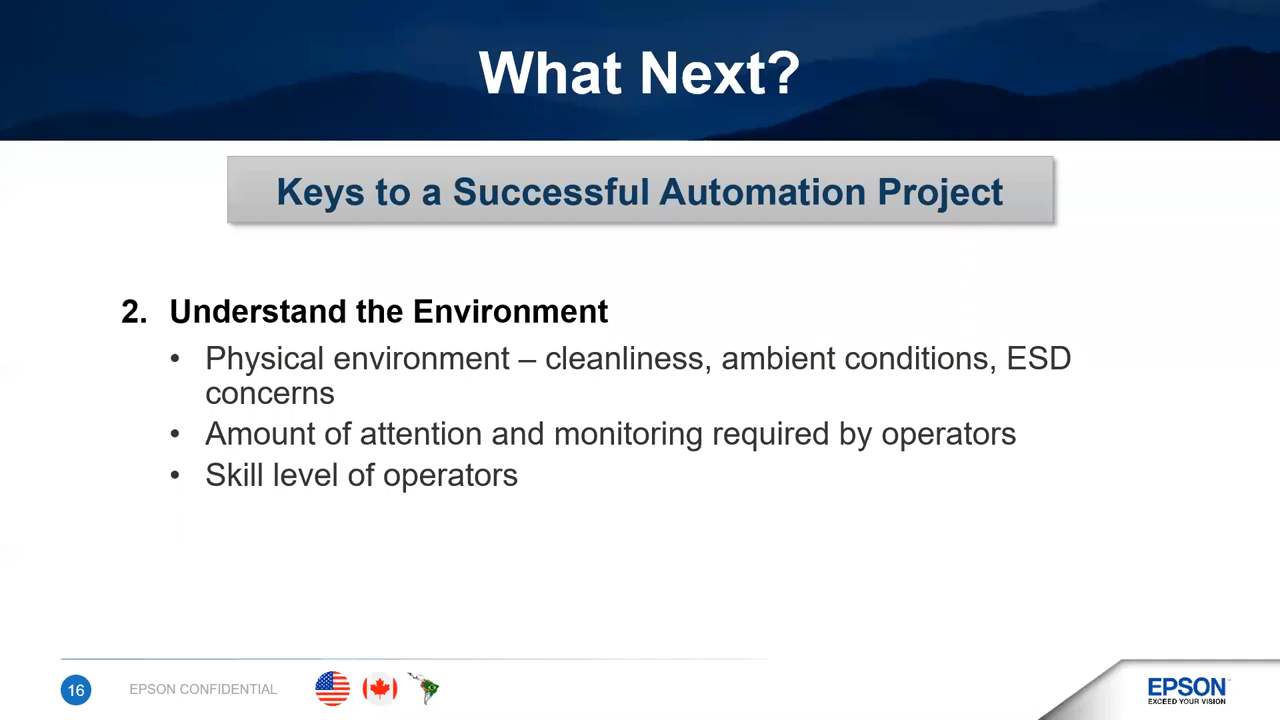 What Next?
Keys to a Successful Automation Project
2. Understand the Environment
• Physical environment – cleanliness, ambient conditions, ESD
concerns
• Amount of attention and monitoring required by operators
• Skill level of operators
16 EPSON CONFIDENTIAL
EPSON
EXCEED YOUR VISION